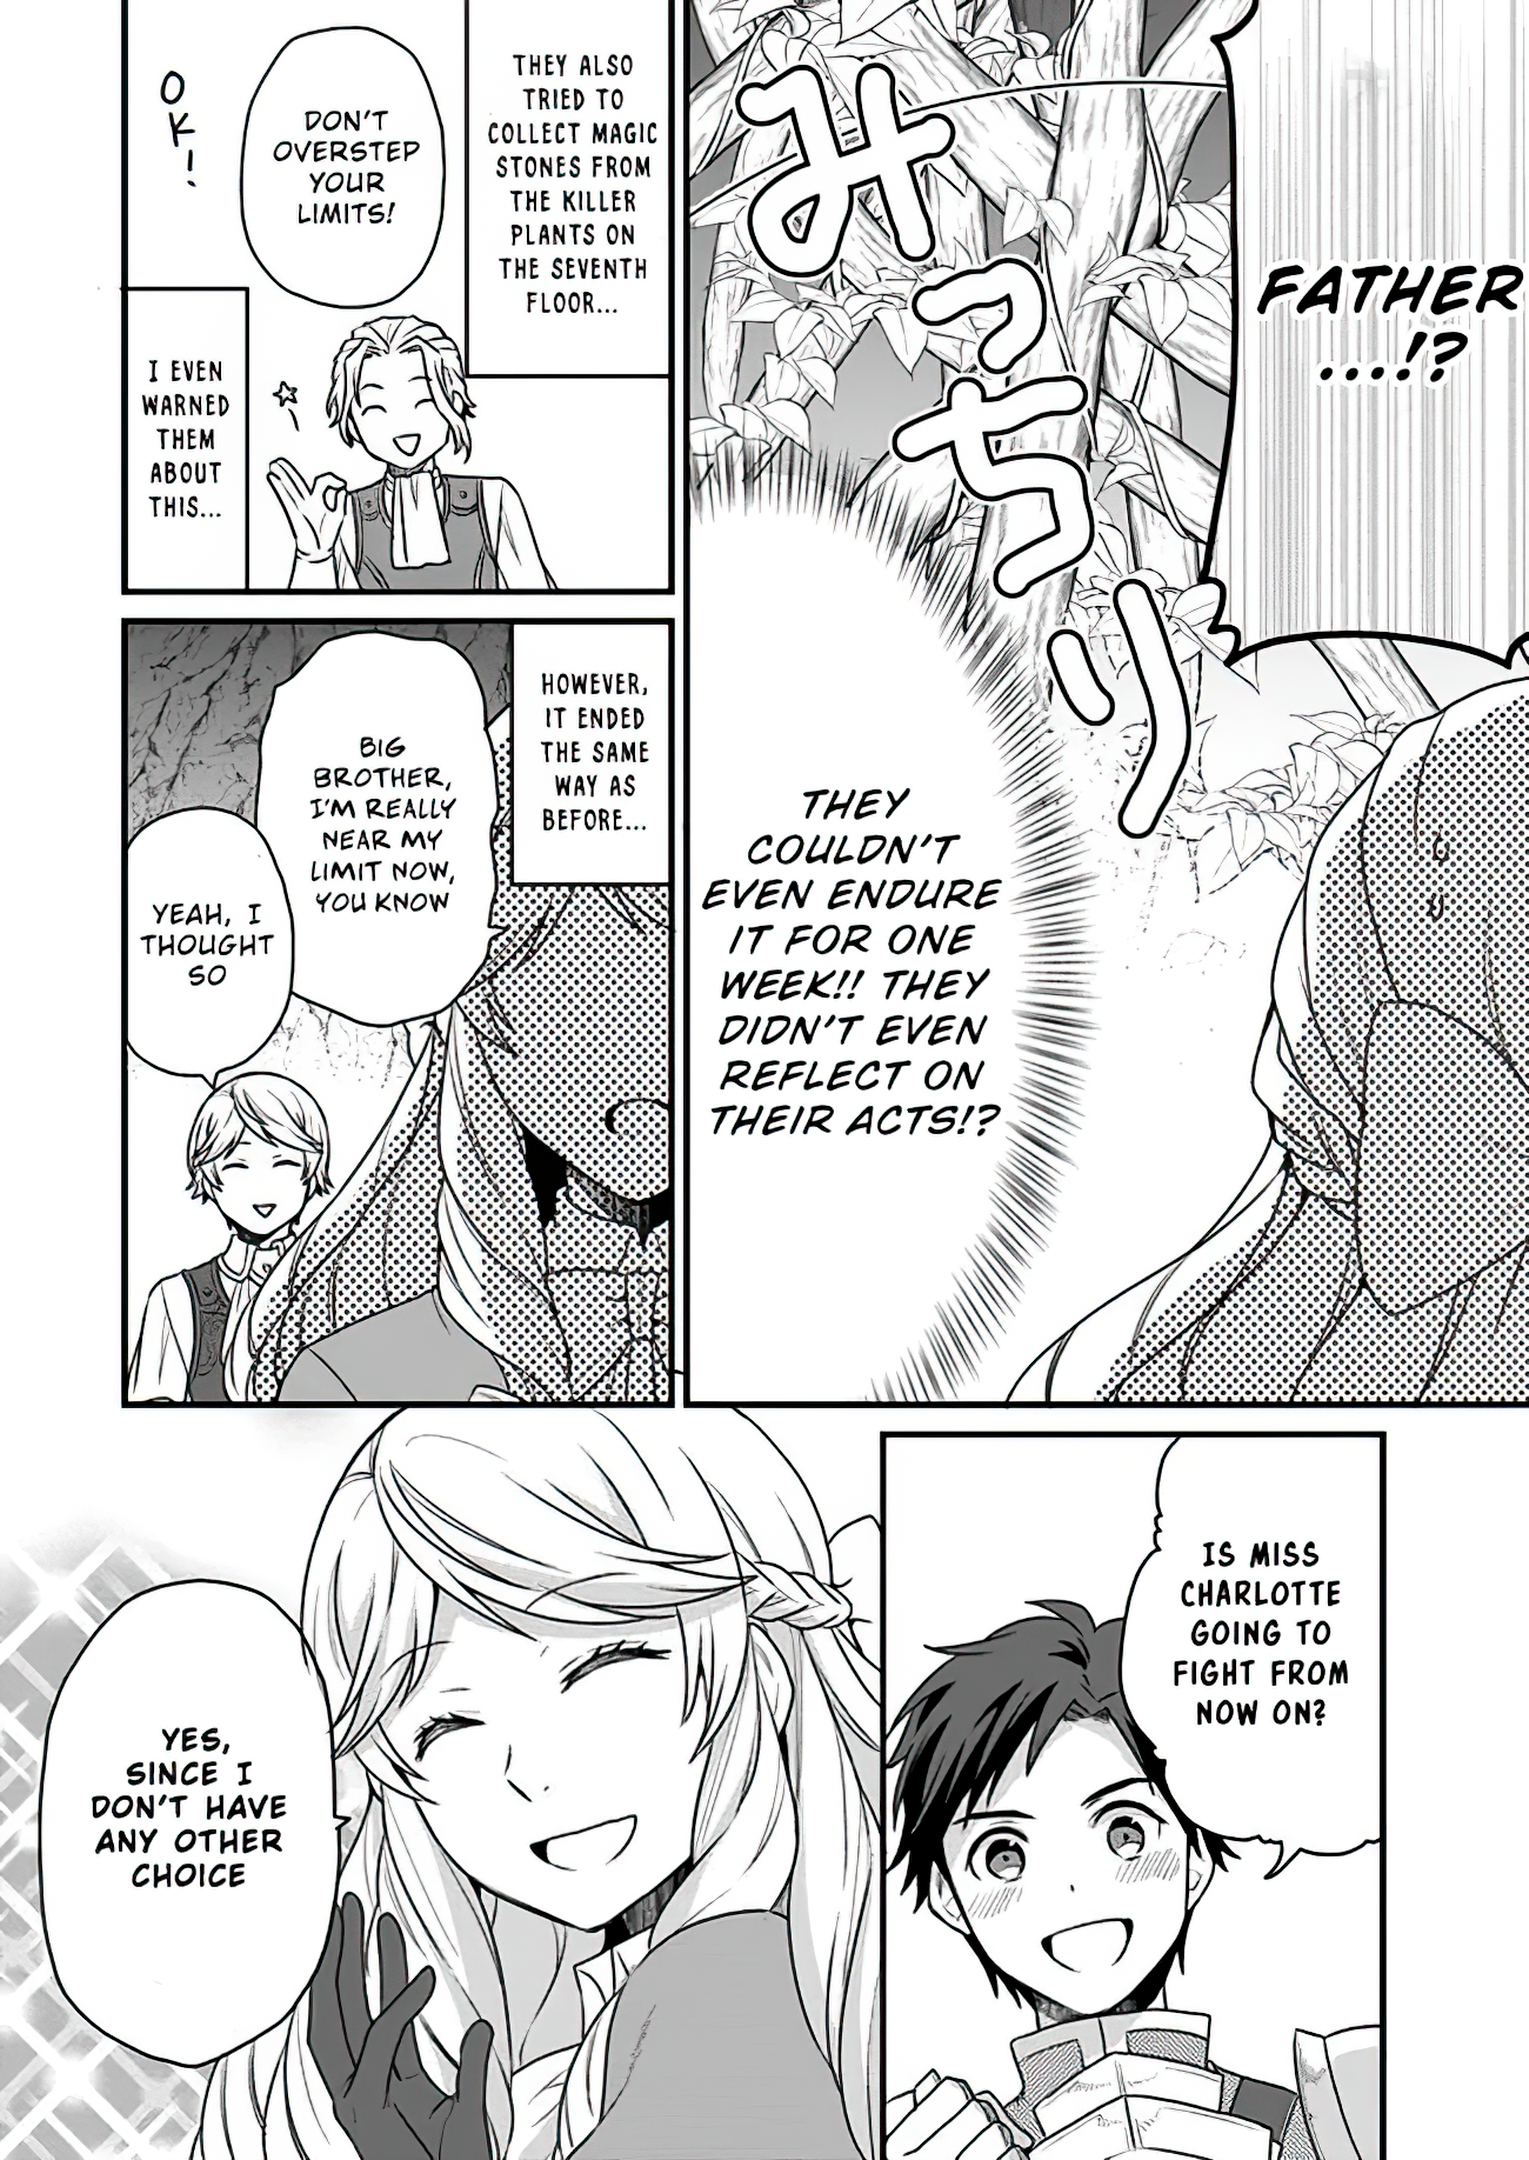 FATHER
....!?
みっちり
THEY
COULDN'T
EVEN ENDURE
IT FOR ONE
WEEK!! THEY
DIDN'T EVEN
REFLECT ON
THEIR ACTS!?
THEY ALSO
TRIED TO
COLLECT MAGIC
STONES FROM
THE KILLER
PLANTS ON
THE SEVENTH
FLOOR...
DON'T
OVERSTEP
YOUR
LIMITS!
OK!
I EVEN
WARNED
THEM
ABOUT
THIS...
HOWEVER,
IT ENDED
THE SAME
WAY AS
BEFORE...
BIG
BROTHER,
I'M REALLY
NEAR MY
LIMIT NOW,
YOU KNOW
YEAH, I
THOUGHT
SO
IS MISS
CHARLOTTE
GOING TO
FIGHT FROM
NOW ON?
YES,
SINCE I
DON'T HAVE
ANY OTHER
CHOICE